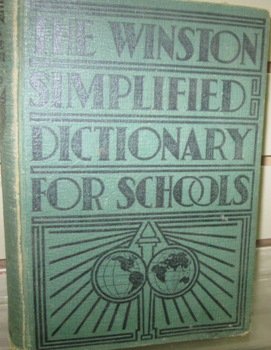 THE WINSTON
SIMPLIFIED
DICTIONARY
FOR SCHOOLS